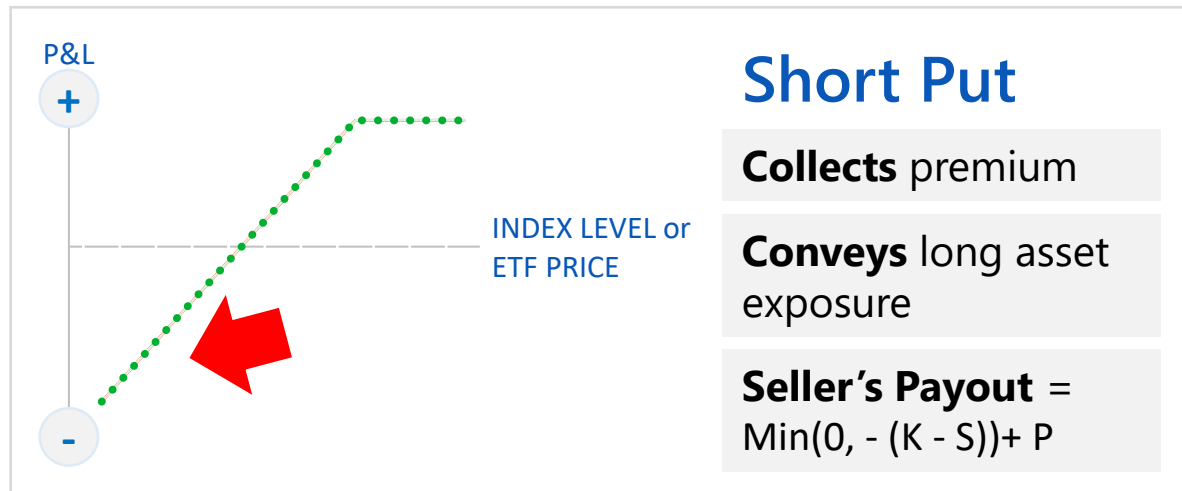 P&L
+
INDEX LEVEL or
ETF PRICE
-
Short Put
Collects premium
Conveys long asset
exposure
Seller’s Payout =
Min(0, - (K - S))+ P